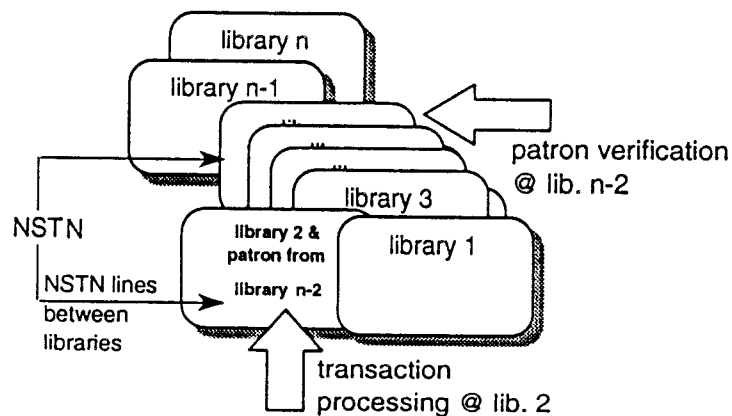 library n
library n-1
patron verification
@ lib. n-2
library 3
NSTN
library 2 &
patron from
library n-2
library 1
NSTN lines
between
libraries
transaction
processing @ lib. 2